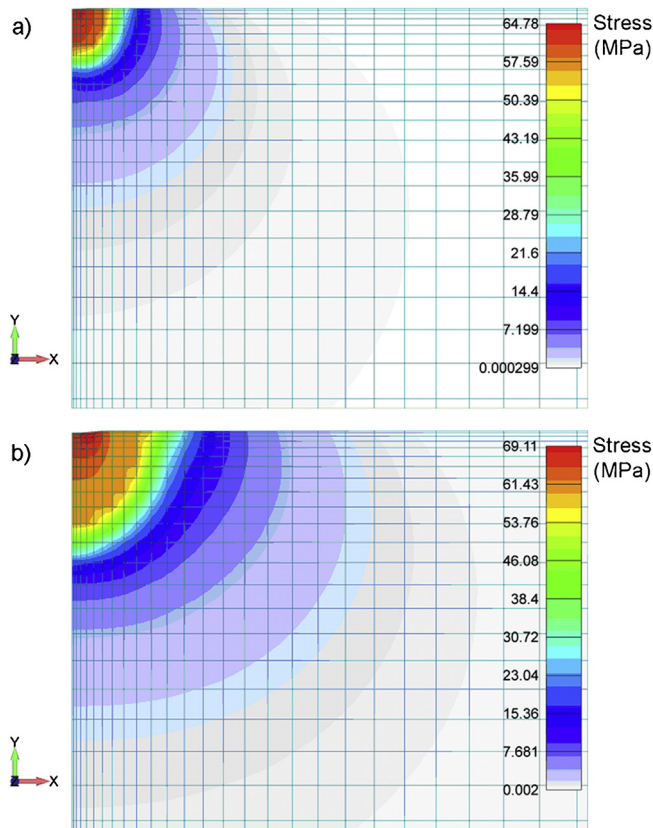 a)
Stress
(MPa)
64.78
57.59
50.39
43.19
35.99
28.79
21.6
14.4
7.199
0.000299
Y
Z
X
b)
Stress
(MPa)
69.11
61.43
53.76
46.08
38.4
30.72
23.04
15.36
7.681
0.002
Y
Z
X